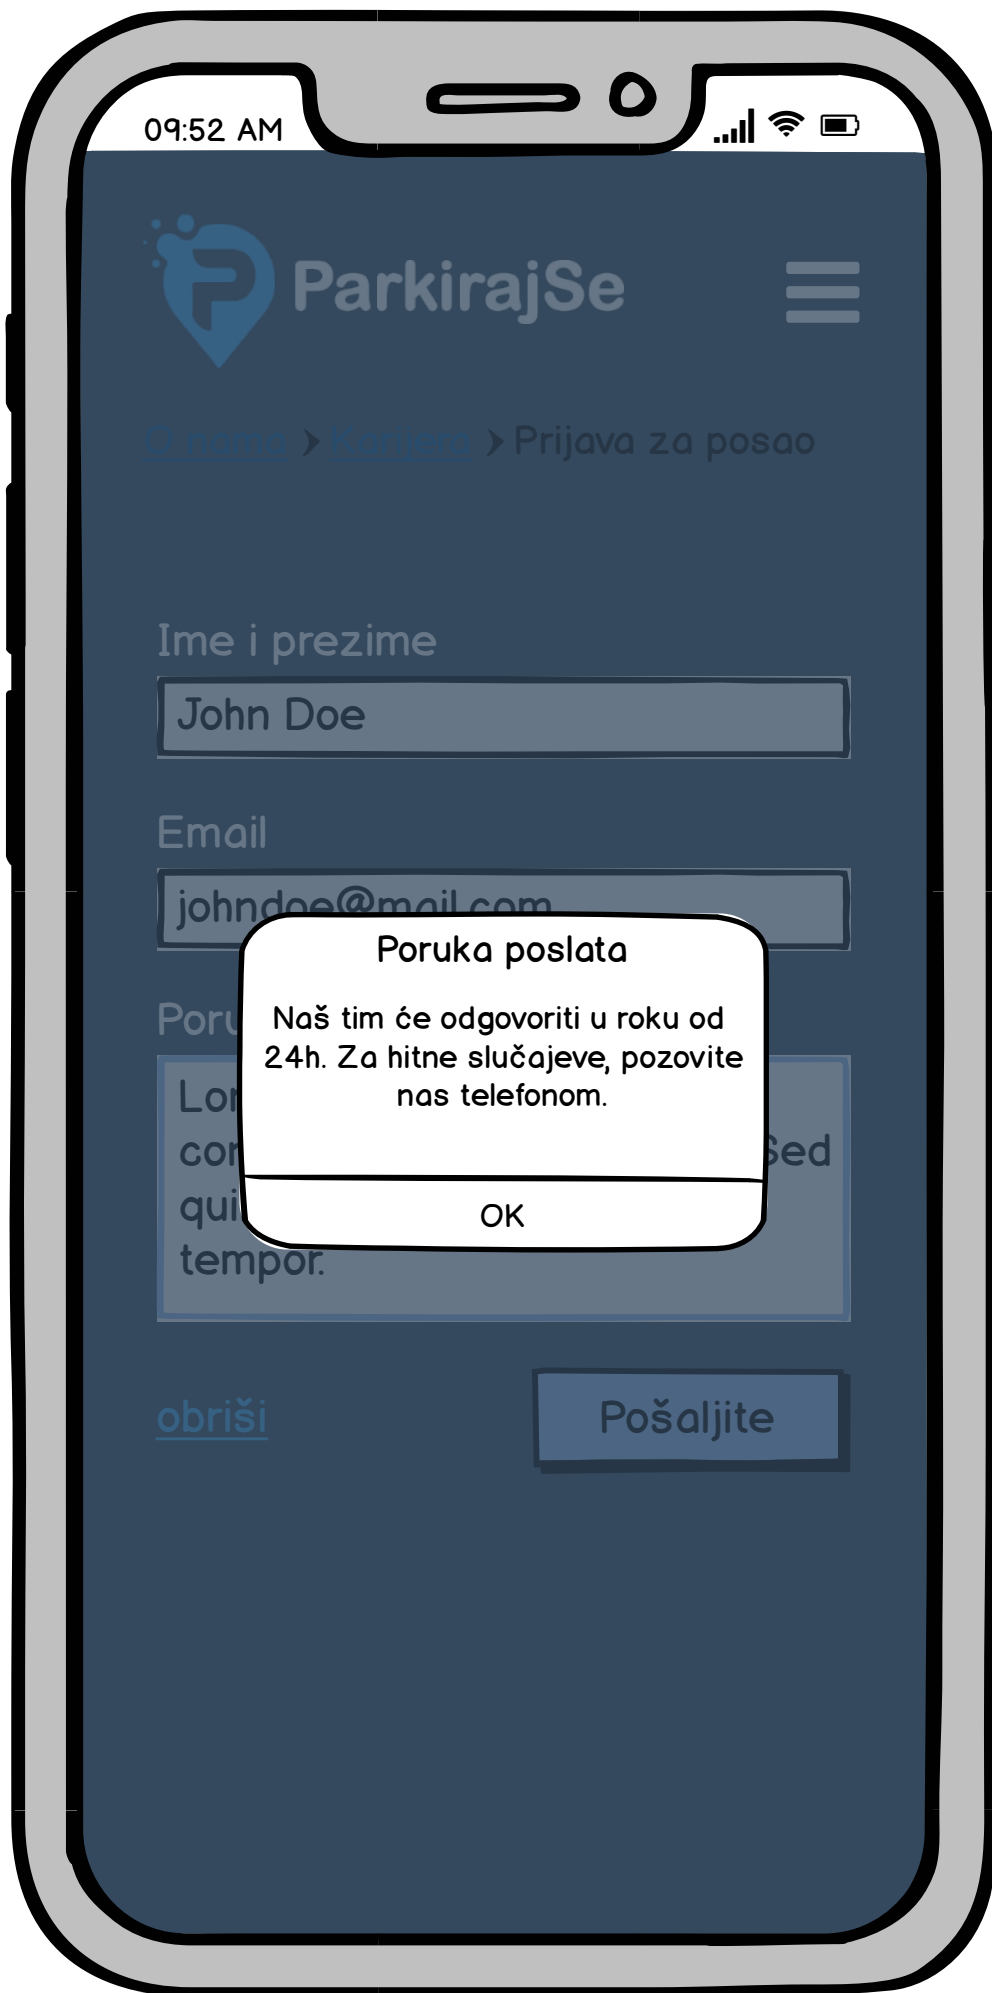 09:52 AM
ParkirajSe
O nama > Karijera > Prijava za posao
Ime i prezime
John Doe
Email
johndoe@mail.com
Poruka poslata
Naš tim će odgovoriti u roku od
24h. Za hitne slučajeve, pozovite
nas telefonom.
OK
Sed
tempor.
obriši
Pošaljite